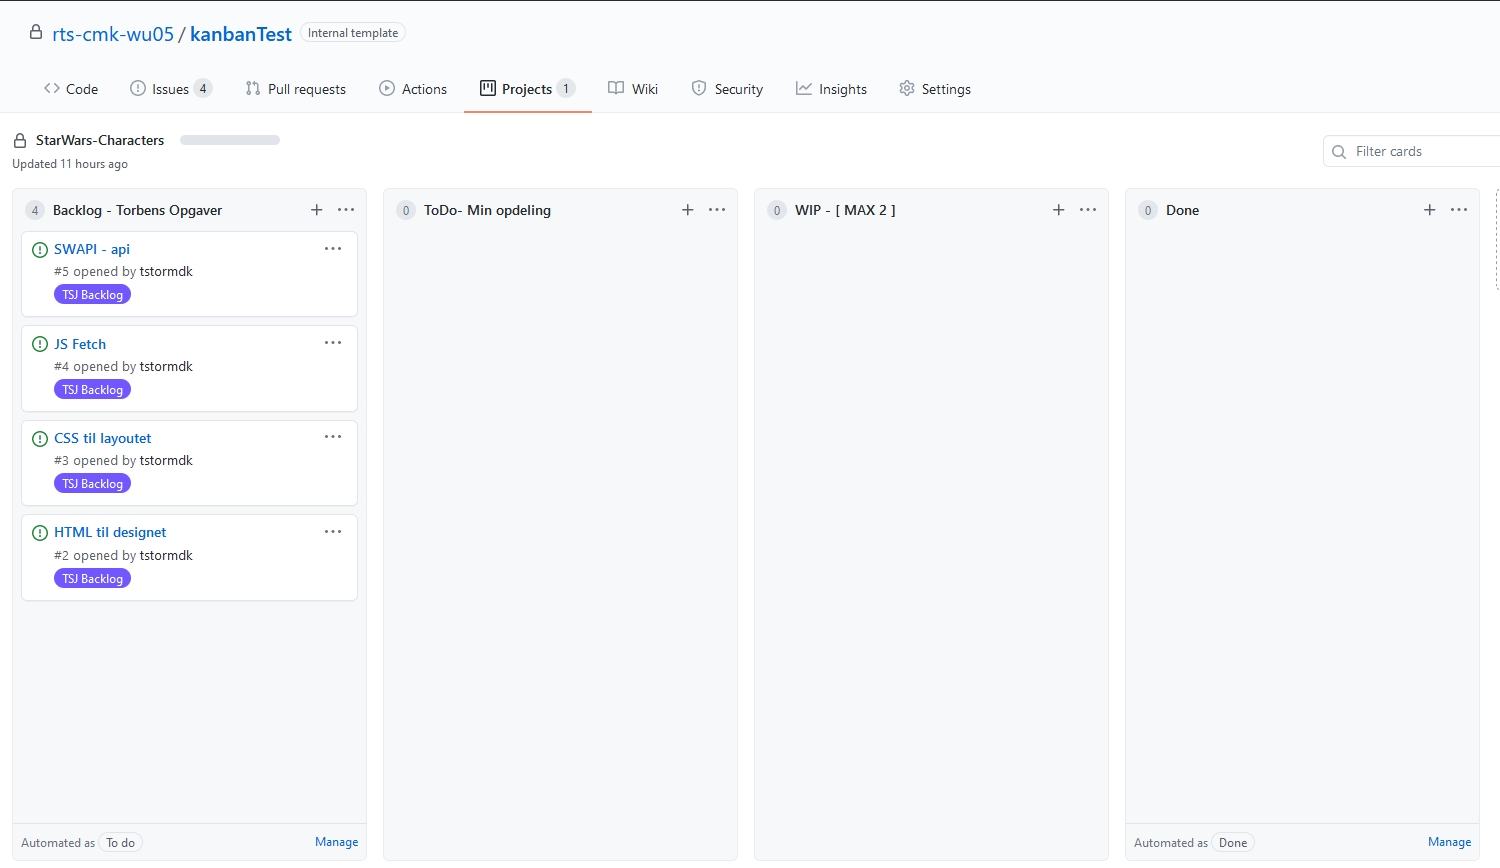 rts-cmk-wu05 / kanbanTest Internal template
Code Issues 4 Pull requests Actions Projects 1 Wiki Security Insights Settings
StarWars-Characters
Updated 11 hours ago
Filter cards
4 Backlog - Torbens Opgaver
SWAPI - api
#5 opened by tstormdk
TSJ Backlog
JS Fetch
#4 opened by tstormdk
TSJ Backlog
CSS til layoutet
#3 opened by tstormdk
TSJ Backlog
HTML til designet
#2 opened by tstormdk
TSJ Backlog
Automated as To do Manage
0 ToDo- Min opdeling
0 WIP - [ MAX 2 ]
0 Done
Automated as Done Manage